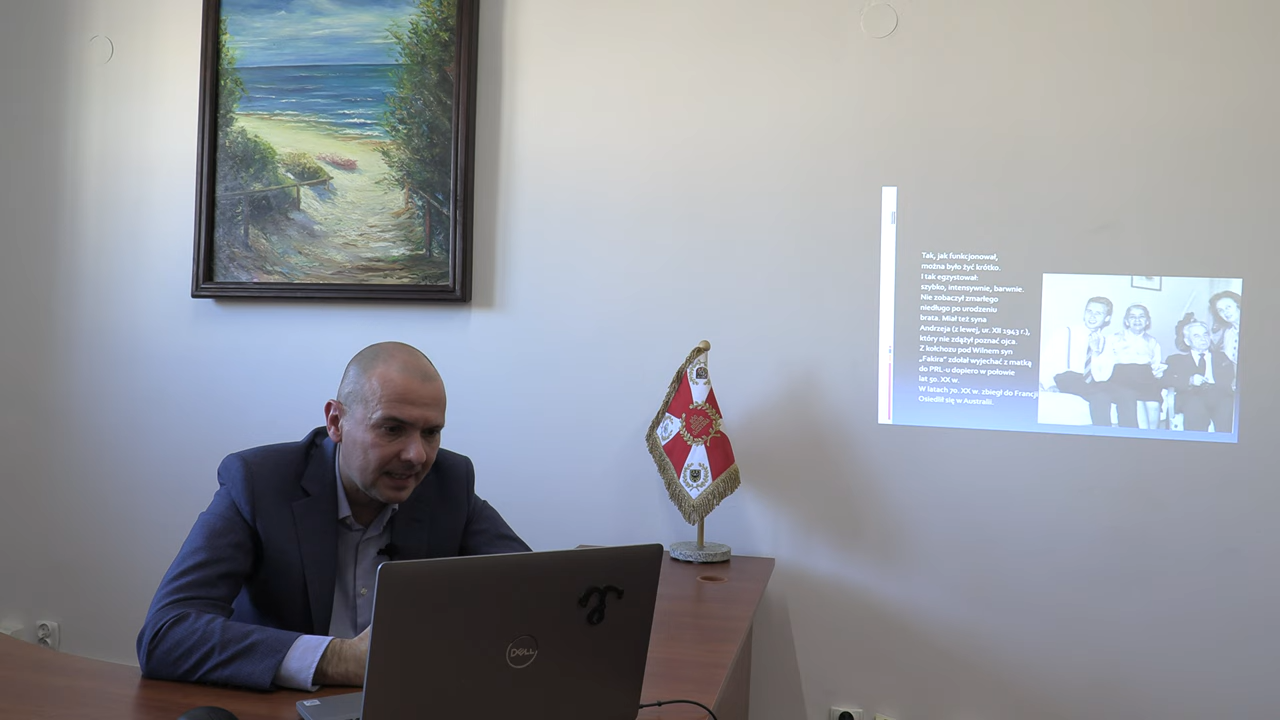 Tak, jak funkcjonował,
można było żyć krótko.
I tak egzystował:
szybko, intensywnie, barwnie.
Nie zobaczył zmarłego
niedługo po urodzeniu
brata. Miał też syna
Andrzeja (z lewej, ur. XII 1943 r.),
który nie zdążył poznać ojca.
Z kołchozu pod Wilnem syn
„Fakira” zdołał wyjechać z matką
do PRL-u dopiero w połowie
lat 50. XX w.
W latach 70. XX w. zbiegł do Francji
Osiedlił się w Australii.
DELL